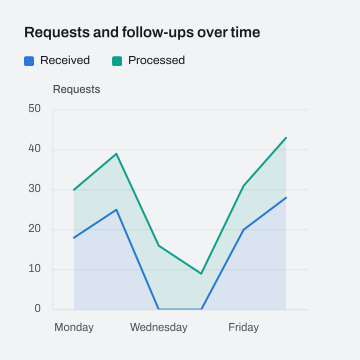 Requests and follow-ups over time
Received Processed
Requests
50
40
30
20
10
0
Monday Wednesday Friday